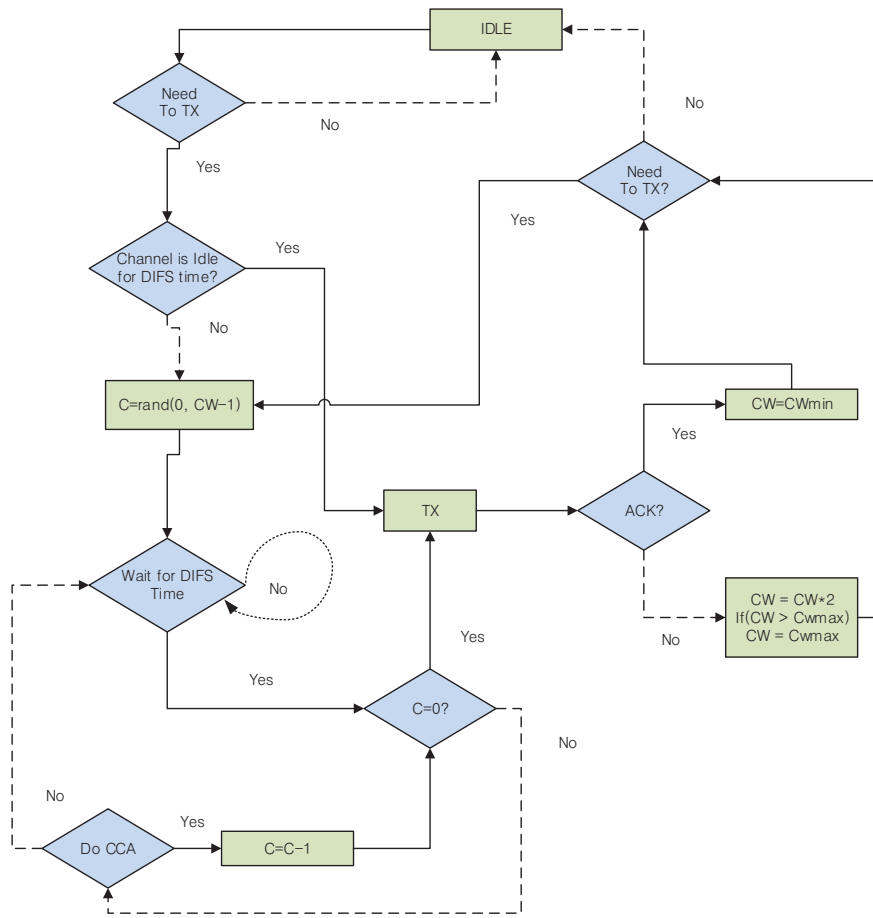 IDLE
Need
To TX
No
No
Yes
Need
To TX?
Yes
Channel is Idle
for DIFS time?
Yes
No
C=rand(0, CW-1)
CW=CWmin
Yes
TX
ACK?
Wait for DIFS
Time
No
CW = CW*2
If(CW > Cwmax)
CW = Cwmax
No
Yes
Yes
C=0?
No
No
Yes
Do CCA
C=C-1